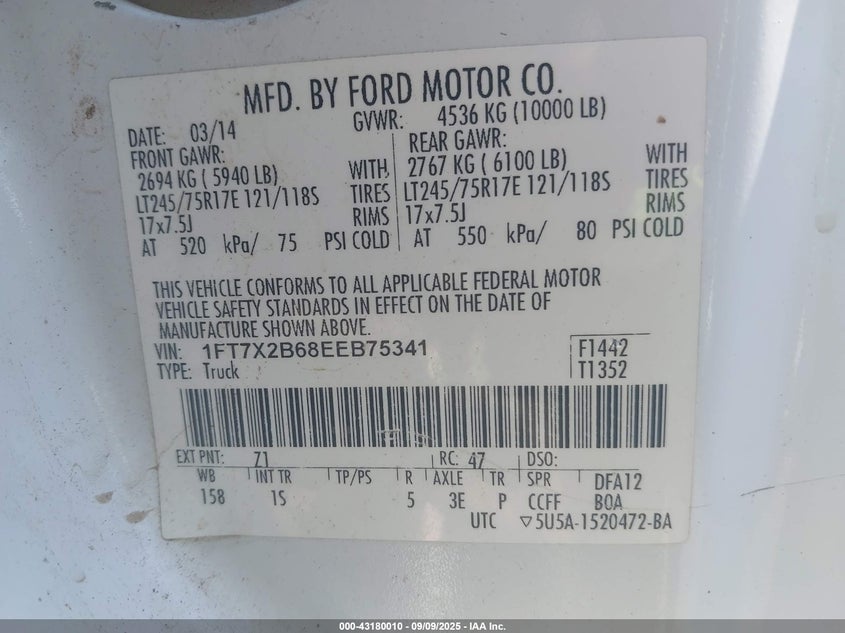 MFD. BY FORD MOTOR CO.
DATE: 03/14 GVWR: 4536 KG (10000 LB)
FRONT GAWR: REAR GAWR:
2694 KG ( 5940 LB) WITH 2767 KG ( 6100 LB) WITH
LT245/75R17E 121/118S TIRES LT245/75R17E 121/118S TIRES
17x7.5J RIMS 17x7.5J RIMS
AT 520 kPa/ 75 PSI COLD AT 550 kPa/ 80 PSI COLD
THIS VEHICLE CONFORMS TO ALL APPLICABLE FEDERAL MOTOR
VEHICLE SAFETY STANDARDS IN EFFECT ON THE DATE OF
MANUFACTURE SHOWN ABOVE.
VIN: 1FT7X2B68EEB75341 F1442
TYPE: Truck T1352
EXT PNT: Z1 RC: 47 DSO:
WB INT TR TP/PS R AXLE TR SPR DFA12
158 1S 5 3E P CCFF BOA
UTC ▽5U5A-1520472-BA
000-43180010 - 09/09/2025 - IAA Inc.